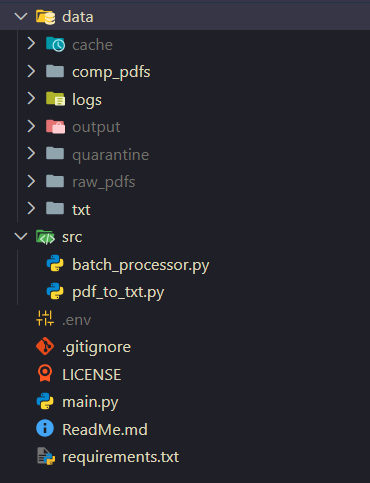 data
cache
comp_pdfs
logs
output
quarantine
raw_pdfs
txt
src
batch_processor.py
pdf_to_txt.py
.env
.gitignore
LICENSE
main.py
ReadMe.md
requirements.txt